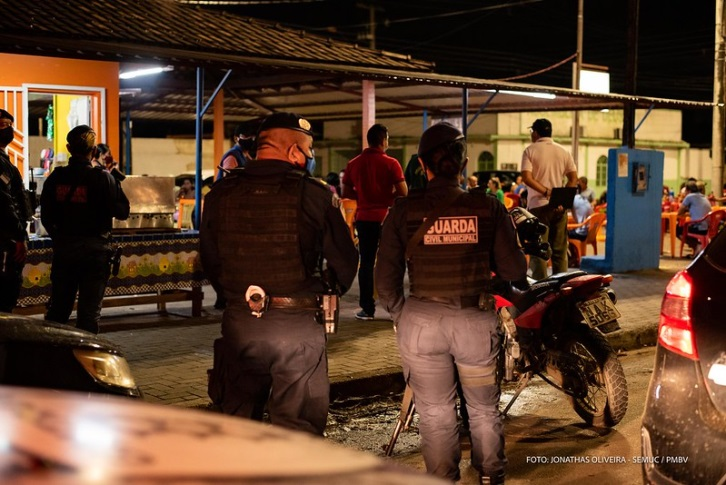 GUARDA
CIVIL MUNICIPAL
FOTO: JONATHAS OLIVEIRA - SEMUC / PMBV